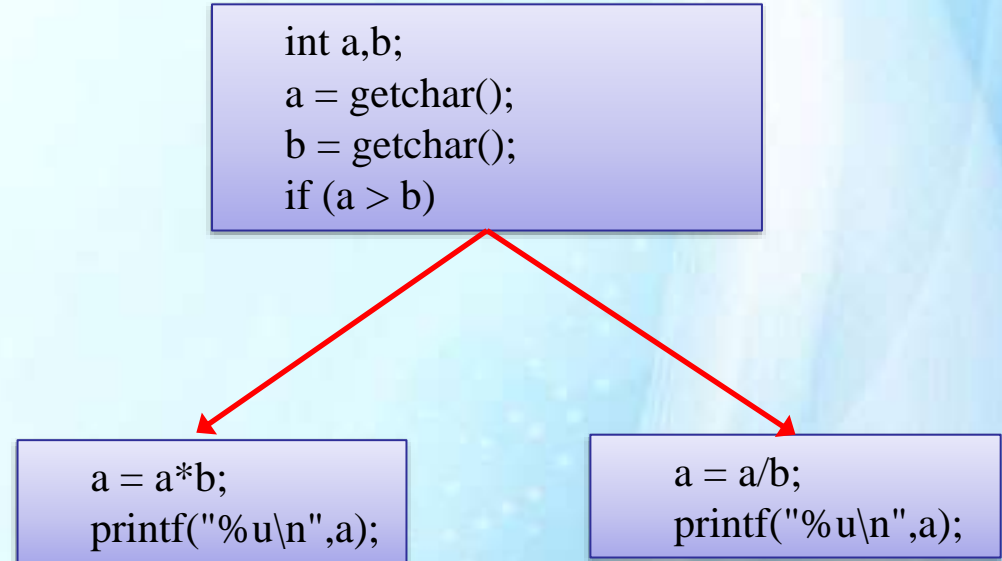 int a,b;
a = getchar();
b = getchar();
if (a > b)
a = a*b;
printf("%u\n",a);
a = a/b;
printf("%u\n",a);